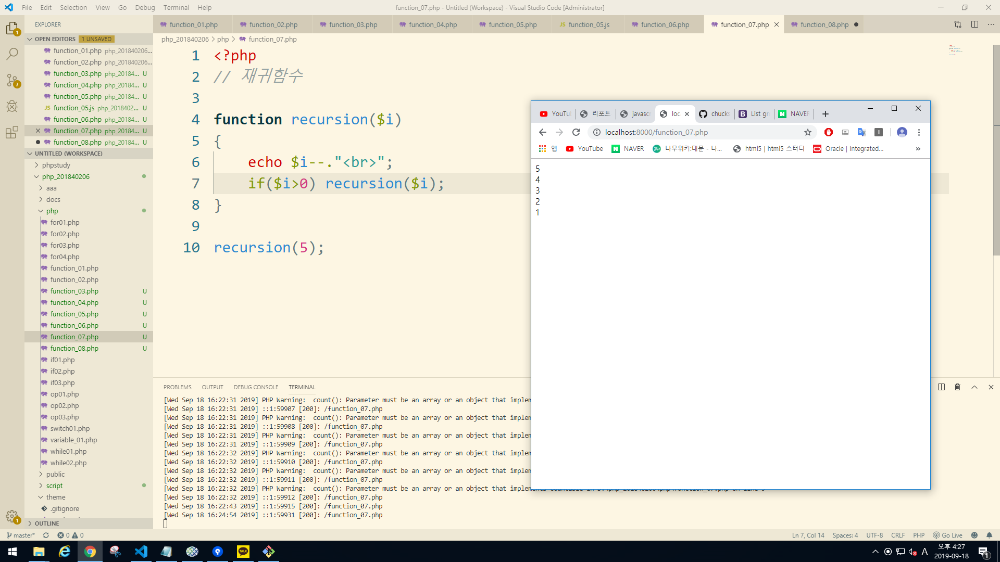 File Edit Selection View Go Debug Terminal Help
function_07.php - Untitled (Workspace) - Visual Studio Code [Administrator]
EXPLORER
OPEN EDITORS 1 UNSAVED
function_01.php php_201840206...
function_02.php php_201840206...
function_03.php php_20184... U
function_04.php php_20184... U
function_05.php php_20184... U
JS function_05.js php_2018402... U
function_06.php php_20184... U
function_07.php php_20184... U
function_08.php php_20184... U
UNTITLED (WORKSPACE)
phpstudy
php_201840206
aaa
docs
php
for01.php
for02.php
for03.php
for04.php
function_01.php
function_02.php
function_03.php U
function_04.php U
function_05.php U
function_06.php U
function_07.php U
function_08.php U
if01.php
if02.php
if03.php
op01.php
op02.php
op03.php
switch01.php
variable_01.php
while01.php
while02.php
public
script
theme
.gitignore
OUTLINE
1
7
1
function_01.php function_02.php function_03.php function_04.php function_05.php JS function_05.js function_06.php function_07.php function_08.php
php_201840206 > php > function_07.php
1 <?php
2 // 재귀함수
3
4 function recursion($i)
5 {
6 echo $i--."<br>";
7 if($i>0) recursion($i);
8 }
9
10 recursion(5);
YouTu 리포트 javascr loc chucks List gr NAVER
localhost:8000/function_07.php
앱 YouTube NAVER 나무위키:대문 - 나... html5 | html5 스터디 Oracle | Integrated... »
5
4
3
2
1
PROBLEMS OUTPUT DEBUG CONSOLE TERMINAL
[Wed Sep 18 16:22:31 2019] PHP Warning:  count(): Parameter must be an array or an object that implem
[Wed Sep 18 16:22:31 2019] ::1:59907 [200]: /function_07.php
[Wed Sep 18 16:22:31 2019] PHP Warning:  count(): Parameter must be an array or an object that implem
[Wed Sep 18 16:22:31 2019] ::1:59908 [200]: /function_07.php
[Wed Sep 18 16:22:31 2019] PHP Warning:  count(): Parameter must be an array or an object that implem
[Wed Sep 18 16:22:31 2019] ::1:59909 [200]: /function_07.php
[Wed Sep 18 16:22:32 2019] PHP Warning:  count(): Parameter must be an array or an object that implem
[Wed Sep 18 16:22:32 2019] ::1:59910 [200]: /function_07.php
[Wed Sep 18 16:22:32 2019] PHP Warning:  count(): Parameter must be an array or an object that implem
[Wed Sep 18 16:22:32 2019] ::1:59911 [200]: /function_07.php
[Wed Sep 18 16:22:32 2019] PHP Warning:  count(): Parameter must be an array or an object that implem
[Wed Sep 18 16:22:32 2019] ::1:59912 [200]: /function_07.php
[Wed Sep 18 16:22:43 2019] ::1:59915 [200]: /function_07.php
[Wed Sep 18 16:24:54 2019] ::1:59931 [200]: /function_07.php
master* 0 0
Ln 7, Col 14 Spaces: 4 UTF-8 CRLF PHP Go Live
TALK
A 오후 4:27
2019-09-18
1